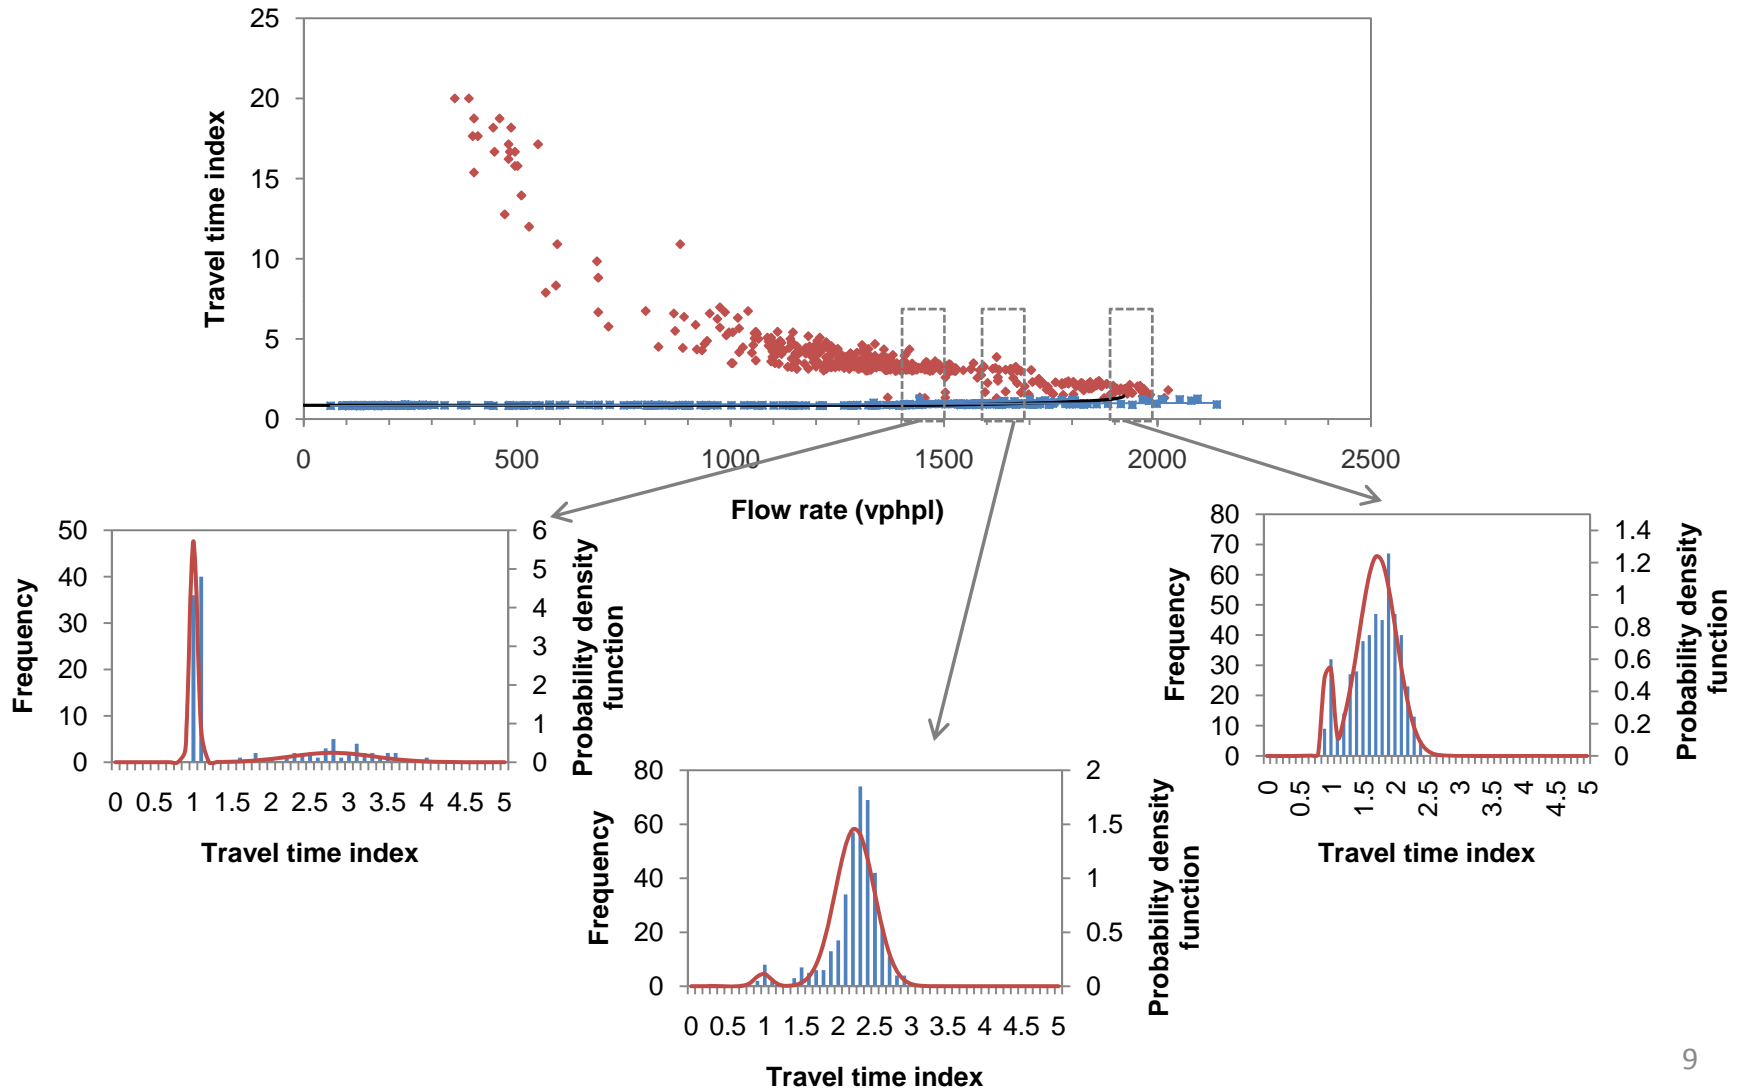 25
20
15
10
5
0
Travel time index
0 500 1000 1500 2000 2500
Flow rate (vphpl)
50
40
30
20
10
0
Frequency
6
5
4
3
2
1
0
Probability density
function
0 0.5 1 1.5 2 2.5 3 3.5 4 4.5 5
Travel time index
80
60
40
20
0
Frequency
2
1.5
1
0.5
0
Probability density
function
0 0.5 1 1.5 2 2.5 3 3.5 4 4.5 5
Travel time index
80
70
60
50
40
30
20
10
0
Frequency
1.4
1.2
1
0.8
0.6
0.4
0.2
0
Probability density
function
0 0.5 1 1.5 2 2.5 3 3.5 4 4.5 5
Travel time index
9